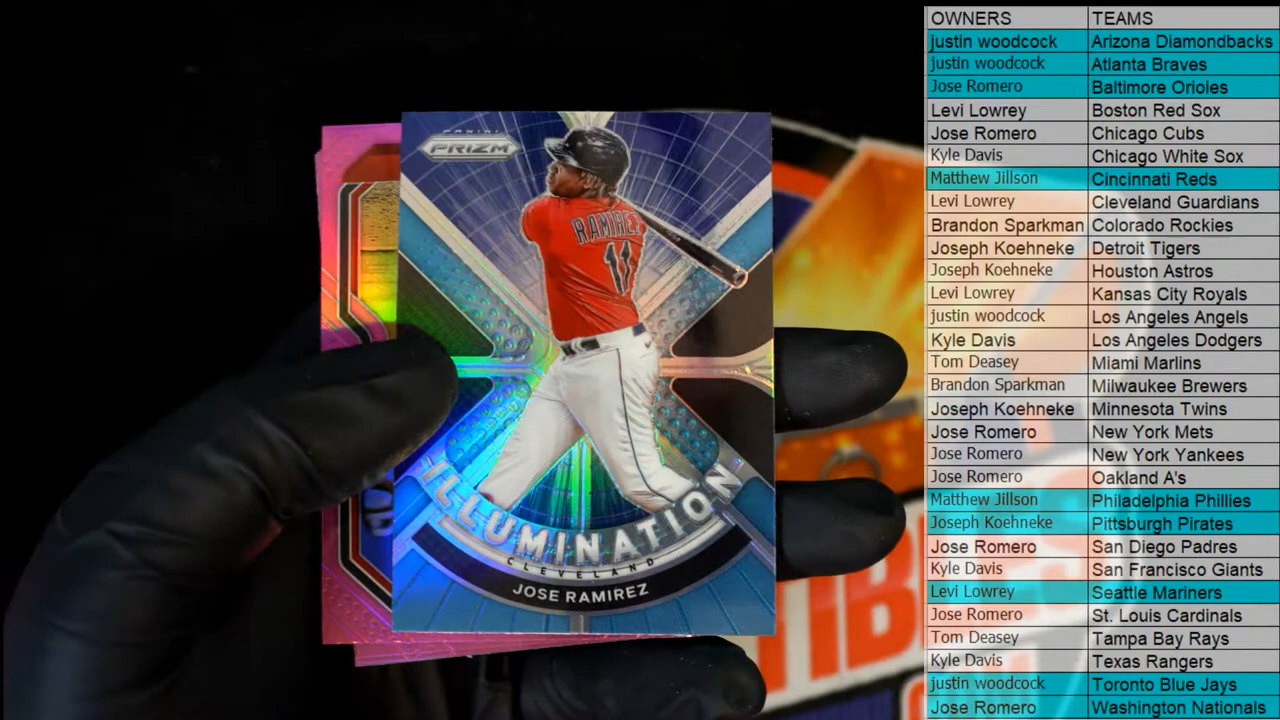 PANINI
PRIZM
RAMIREZ
11
ILLUMINATION
CLEVELAND
JOSE RAMIREZ
OWNERS TEAMS
justin woodcock Arizona Diamondbacks
justin woodcock Atlanta Braves
Jose Romero Baltimore Orioles
Levi Lowrey Boston Red Sox
Jose Romero Chicago Cubs
Kyle Davis Chicago White Sox
Matthew Jillson Cincinnati Reds
Levi Lowrey Cleveland Guardians
Brandon Sparkman Colorado Rockies
Joseph Koehneke Detroit Tigers
Joseph Koehneke Houston Astros
Levi Lowrey Kansas City Royals
justin woodcock Los Angeles Angels
Kyle Davis Los Angeles Dodgers
Tom Deasey Miami Marlins
Brandon Sparkman Milwaukee Brewers
Joseph Koehneke Minnesota Twins
Jose Romero New York Mets
Jose Romero New York Yankees
Jose Romero Oakland A's
Matthew Jillson Philadelphia Phillies
Joseph Koehneke Pittsburgh Pirates
Jose Romero San Diego Padres
Kyle Davis San Francisco Giants
Levi Lowrey Seattle Mariners
Jose Romero St. Louis Cardinals
Tom Deasey Tampa Bay Rays
Kyle Davis Texas Rangers
justin woodcock Toronto Blue Jays
Jose Romero Washington Nationals